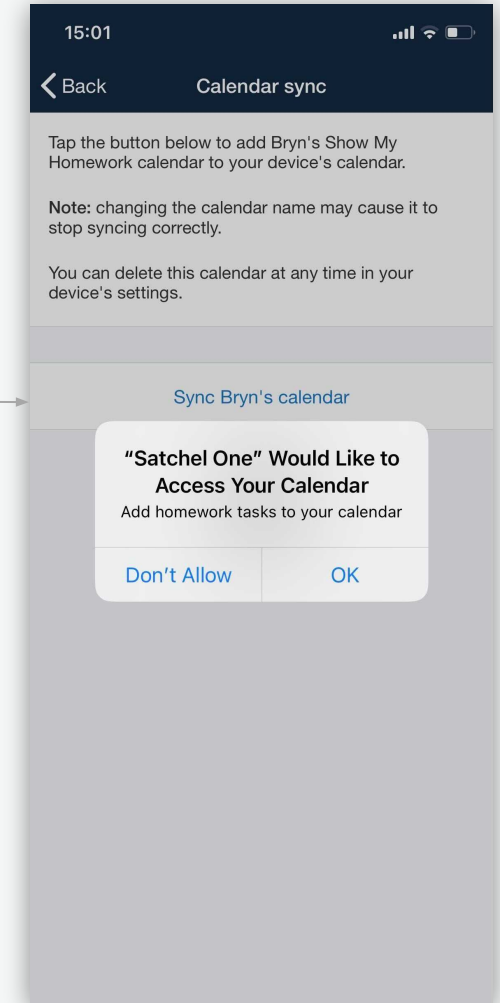 15:01
Back
Calendar sync
Tap the button below to add Bryn's Show My
Homework calendar to your device's calendar.
Note: changing the calendar name may cause it to
stop syncing correctly.
You can delete this calendar at any time in your
device's settings.
Sync Bryn's calendar
“Satchel One” Would Like to
Access Your Calendar
Add homework tasks to your calendar
Don’t Allow
OK